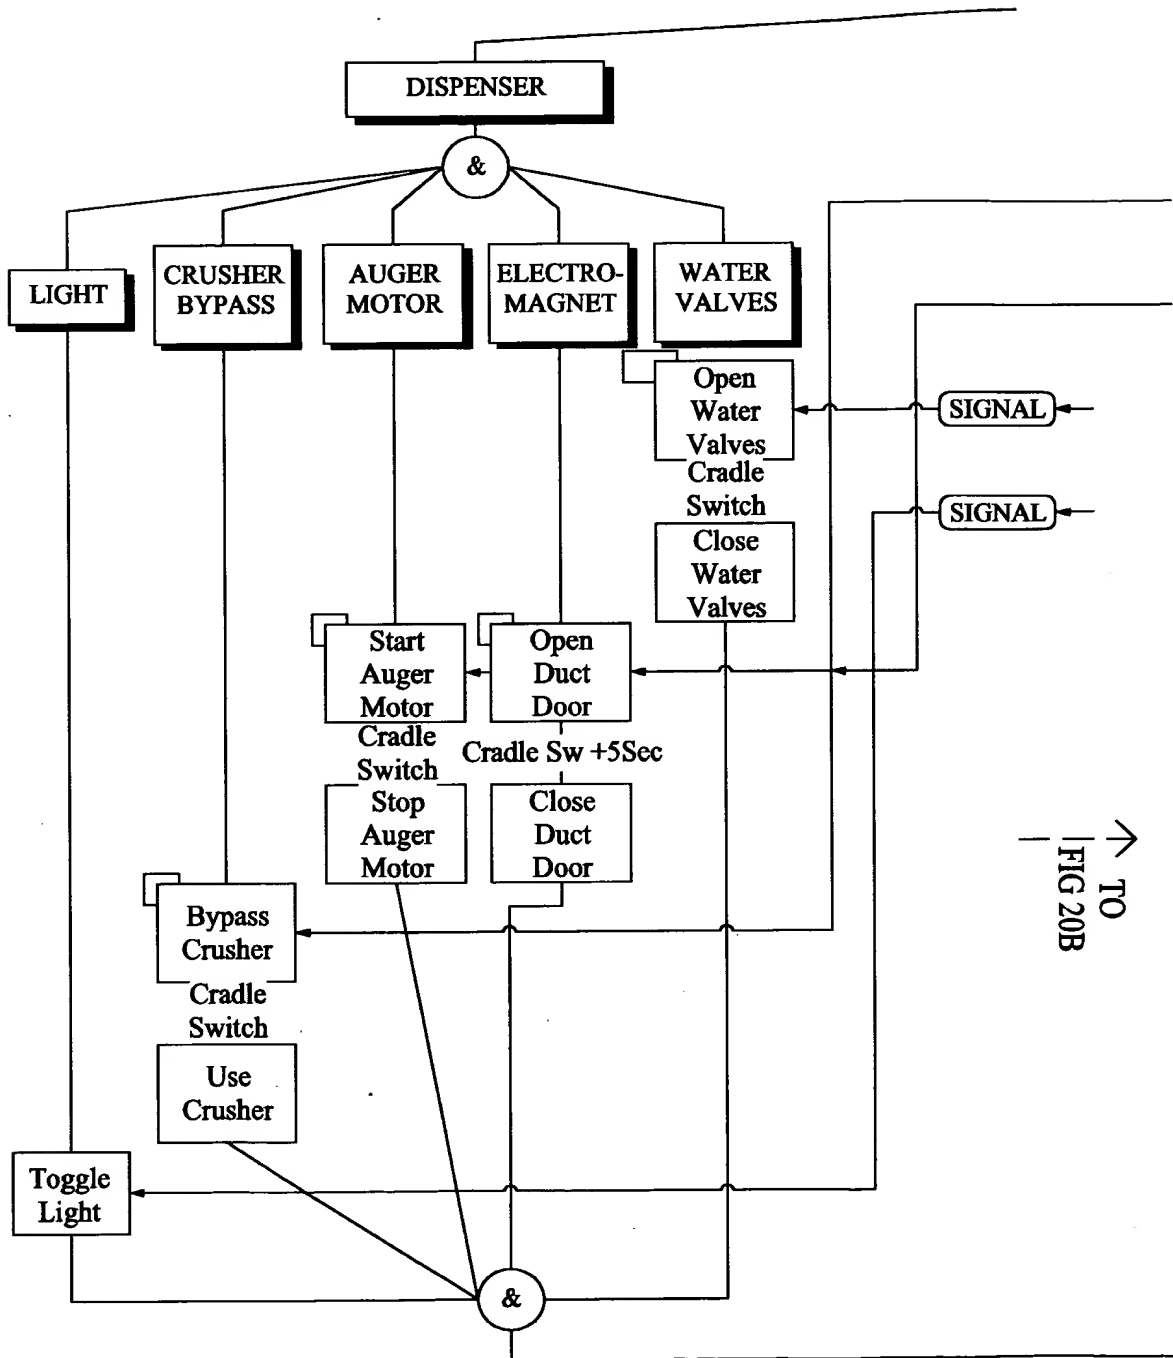 DISPENSER
&
LIGHT
CRUSHER
BYPASS
AUGER
MOTOR
ELECTRO-
MAGNET
WATER
VALVES
Open
Water
Valves
SIGNAL
Cradle
Switch
SIGNAL
Close
Water
Valves
Start
Auger
Motor
Open
Duct
Door
Cradle
Switch
Cradle Sw +5Sec
Stop
Auger
Motor
Close
Duct
Door
TO
FIG 20B
Bypass
Crusher
Cradle
Switch
Use
Crusher
Toggle
Light
&